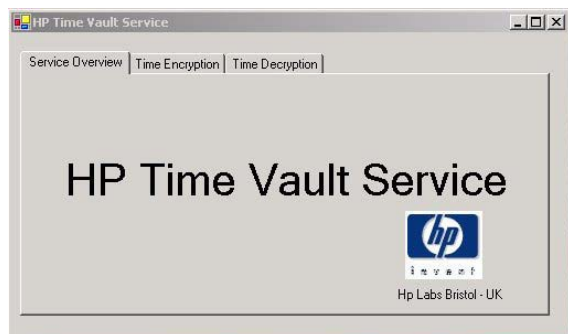 HP Time Vault Service
Service Overview Time Encryption Time Decryption
HP Time Vault Service
hp
invent
Hp Labs Bristol - UK